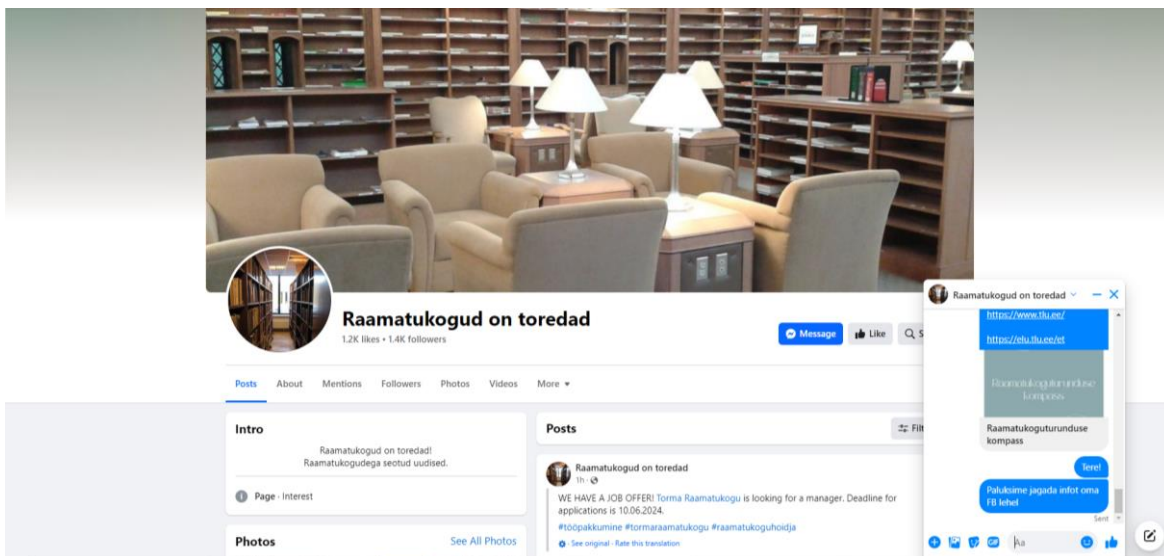 Raamatukogud on toredad
1.2K likes • 1.4K followers
Message
Like
Posts
About
Mentions
Followers
Photos
Videos
More
Intro
Raamatukogud on toredad!
Raamatukogudega seotud uudised.
Page · Interest
Photos
See All Photos
Posts
Raamatukogud on toredad
1h
WE HAVE A JOB OFFER! Torma Raamatukogu is looking for a manager. Deadline for
applications is 10.06.2024.
#tööpakkumine #tormaraamatukogu #raamatukoguhoidja
· See original · Rate this translation
Raamatukogud on toredad
https://www.tlu.ee/
https://elu.tlu.ee/et
Raamatukoguturunduse
kompass
Raamatukoguturunduse
kompass
Tere!
Paluksime jagada infot oma
FB lehel
Sent
GIF
Aa